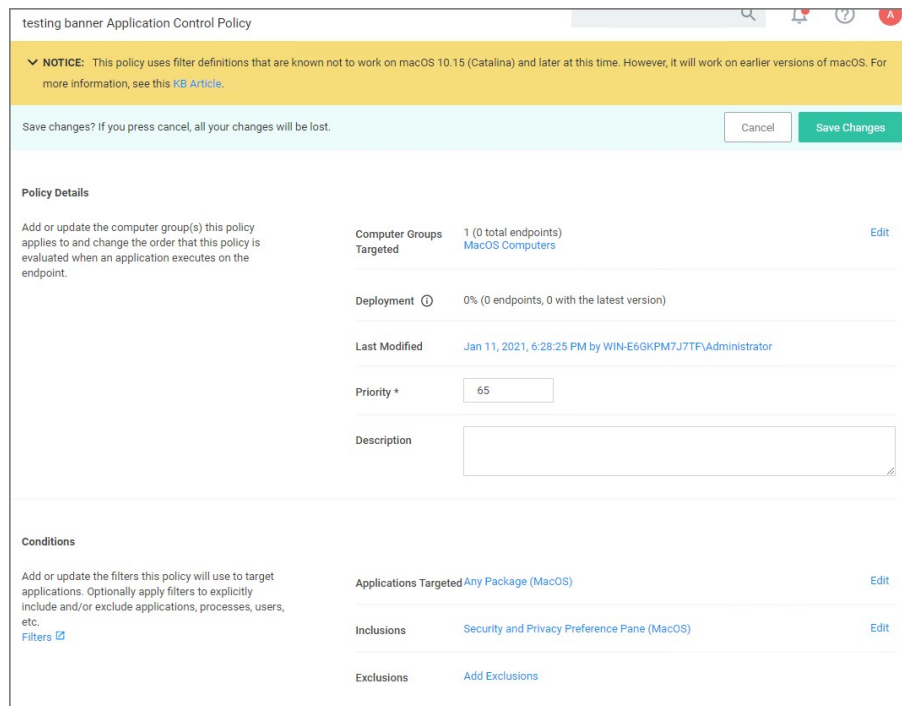 testing banner Application Control Policy
A
NOTICE: This policy uses filter definitions that are known not to work on macOS 10.15 (Catalina) and later at this time. However, it will work on earlier versions of macOS. For
more information, see this KB Article.
Save changes? If you press cancel, all your changes will be lost.
Cancel
Save Changes
Policy Details
Add or update the computer group(s) this policy
applies to and change the order that this policy is
evaluated when an application executes on the
endpoint.
Computer Groups
Targeted
1 (0 total endpoints)
MacOS Computers
Edit
Deployment
0% (0 endpoints, 0 with the latest version)
Last Modified
Jan 11, 2021, 6:28:25 PM by WIN-E6GKPM7J7TF\Administrator
Priority *
65
Description
Conditions
Add or update the filters this policy will use to target
applications. Optionally apply filters to explicitly
include and/or exclude applications, processes, users,
etc.
Filters
Applications Targeted
Any Package (MacOS)
Edit
Inclusions
Security and Privacy Preference Pane (MacOS)
Edit
Exclusions
Add Exclusions